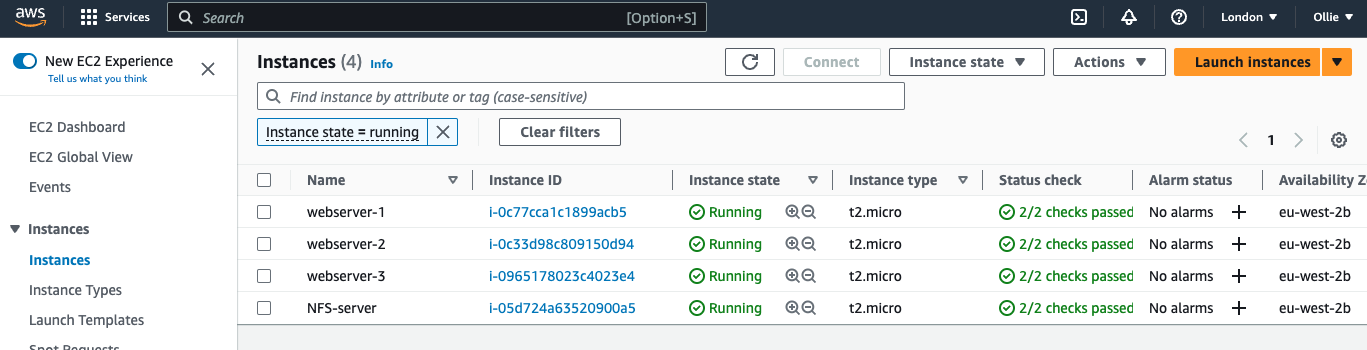 aws Services Search [Option+S] London Ollie
New EC2 Experience
Tell us what you think
EC2 Dashboard
EC2 Global View
Events
Instances
Instances
Instance Types
Launch Templates
Spot Requests
Instances (4) Info Connect Instance state Actions Launch instances
Find instance by attribute or tag (case-sensitive)
Instance state = running Clear filters
1
Name Instance ID Instance state Instance type Status check Alarm status Availability Z
webserver-1 i-0c77cca1c1899acb5 Running t2.micro 2/2 checks passed No alarms + eu-west-2b
webserver-2 i-0c33d98c809150d94 Running t2.micro 2/2 checks passed No alarms + eu-west-2b
webserver-3 i-0965178023c4023e4 Running t2.micro 2/2 checks passed No alarms + eu-west-2b
NFS-server i-05d724a63520900a5 Running t2.micro 2/2 checks passed No alarms + eu-west-2b